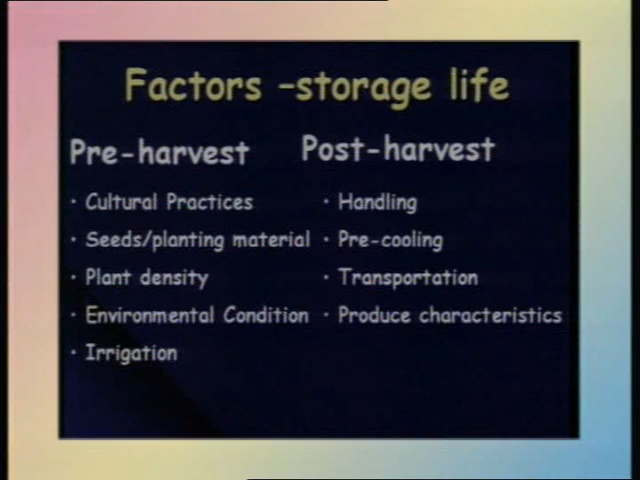 Factors -storage life
Pre-harvest
· Cultural Practices
· Seeds/planting material
· Plant density
· Environmental Condition
· Irrigation
Post-harvest
· Handling
· Pre-cooling
· Transportation
· Produce characteristics